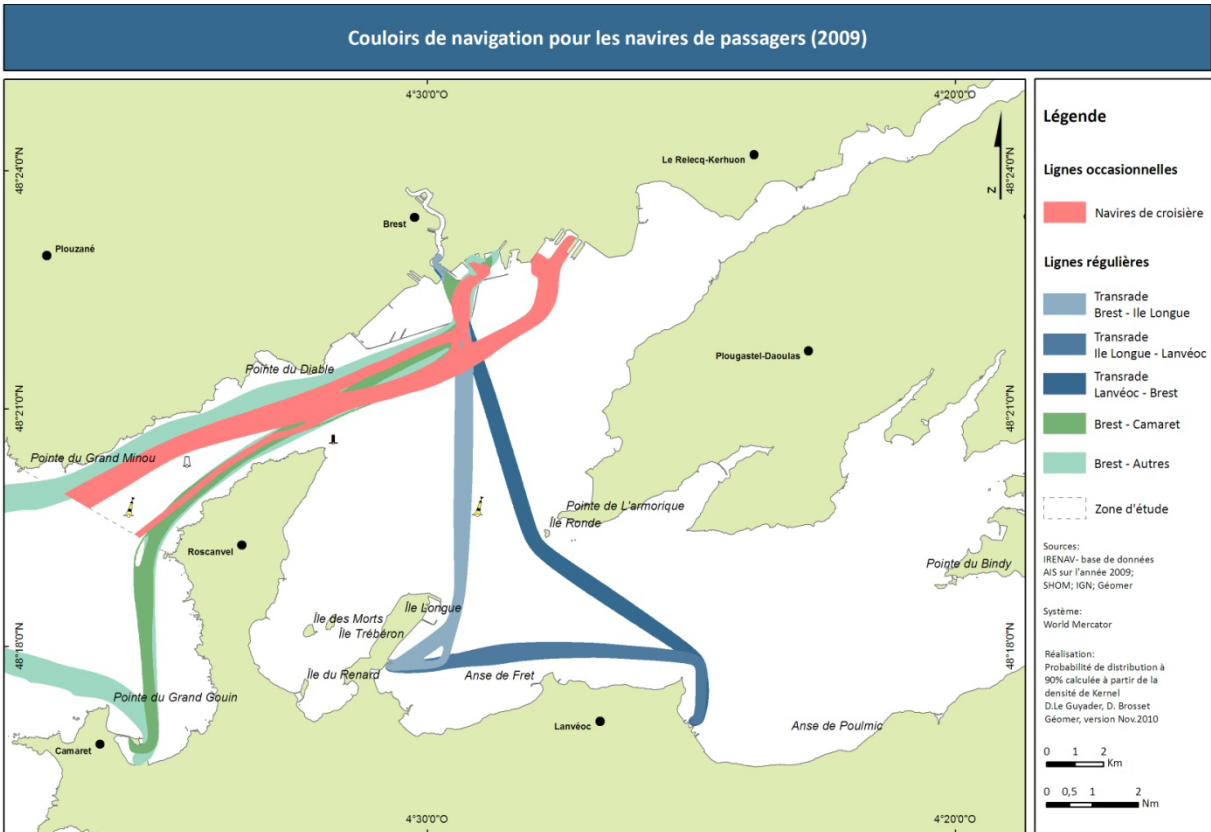 Couloirs de navigation pour les navires de passagers (2009)
4°30'0"O
4°20'0"O
48°24'0"N
48°24'0"N
Z
Le Relecq-Kerhuon
Brest
Plouzané
Plougastel-Daoulas
Pointe du Diable
48°21'0"N
48°21'0"N
Pointe du Grand Minou
Pointe de L'armorique
Île Ronde
Roscanvel
Pointe du Bindy
Île Longue
Île des Morts
Île Trébéron
48°18'0"N
48°18'0"N
Île du Renard
Anse de Fret
Pointe du Grand Gouin
Lanvéoc
Anse de Poulmic
Camaret
4°30'0"O
4°20'0"O
Légende
Lignes occasionnelles
Navires de croisière
Lignes régulières
Transrade
Brest - Ile Longue
Transrade
Ile Longue - Lanvéoc
Transrade
Lanvéoc - Brest
Brest - Camaret
Brest - Autres
Zone d'étude
Sources:
IRENAV- base de données
AIS sur l'année 2009;
SHOM; IGN; Géomer
Système:
World Mercator
Réalisation:
Probabilité de distribution à
90% calculée à partir de la
densité de Kernel
D.Le Guyader, D. Brosset
Géomer, version Nov.2010
0 1 2
Km
0 0,5 1 2
Nm